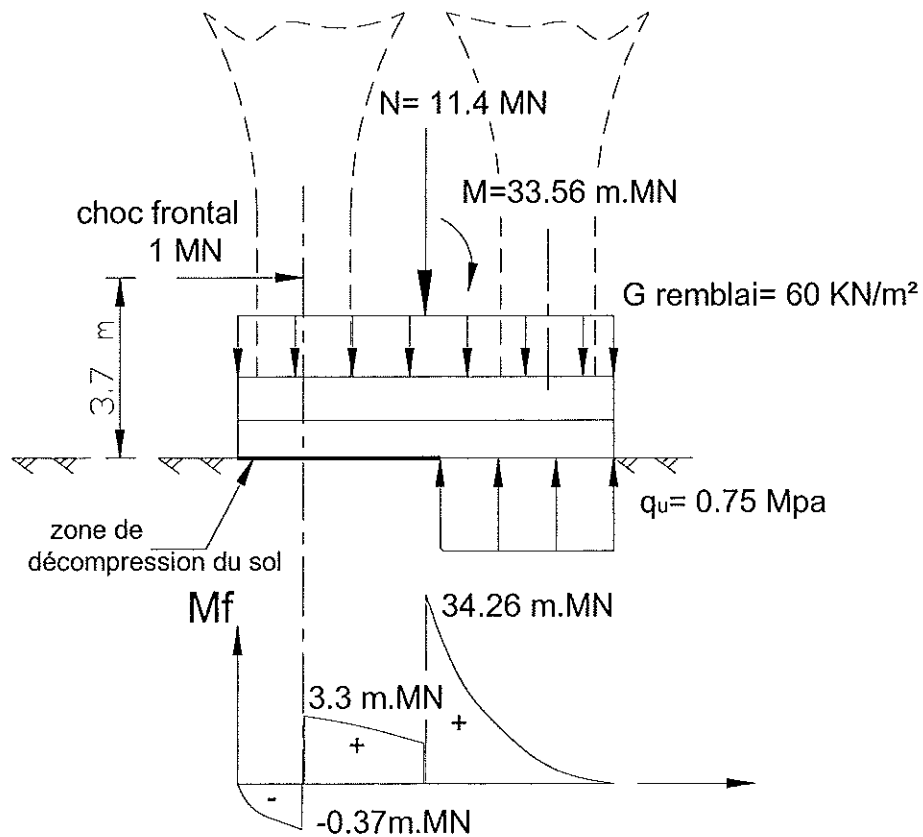 N= 11.4 MN
M=33.56 m.MN
choc frontal
1 MN
G remblai= 60 KN/m²
3.7 m
qu= 0.75 Mpa
zone de
décompression du sol
Mf
34.26 m.MN
3.3 m.MN
+
+
-
-0.37m.MN